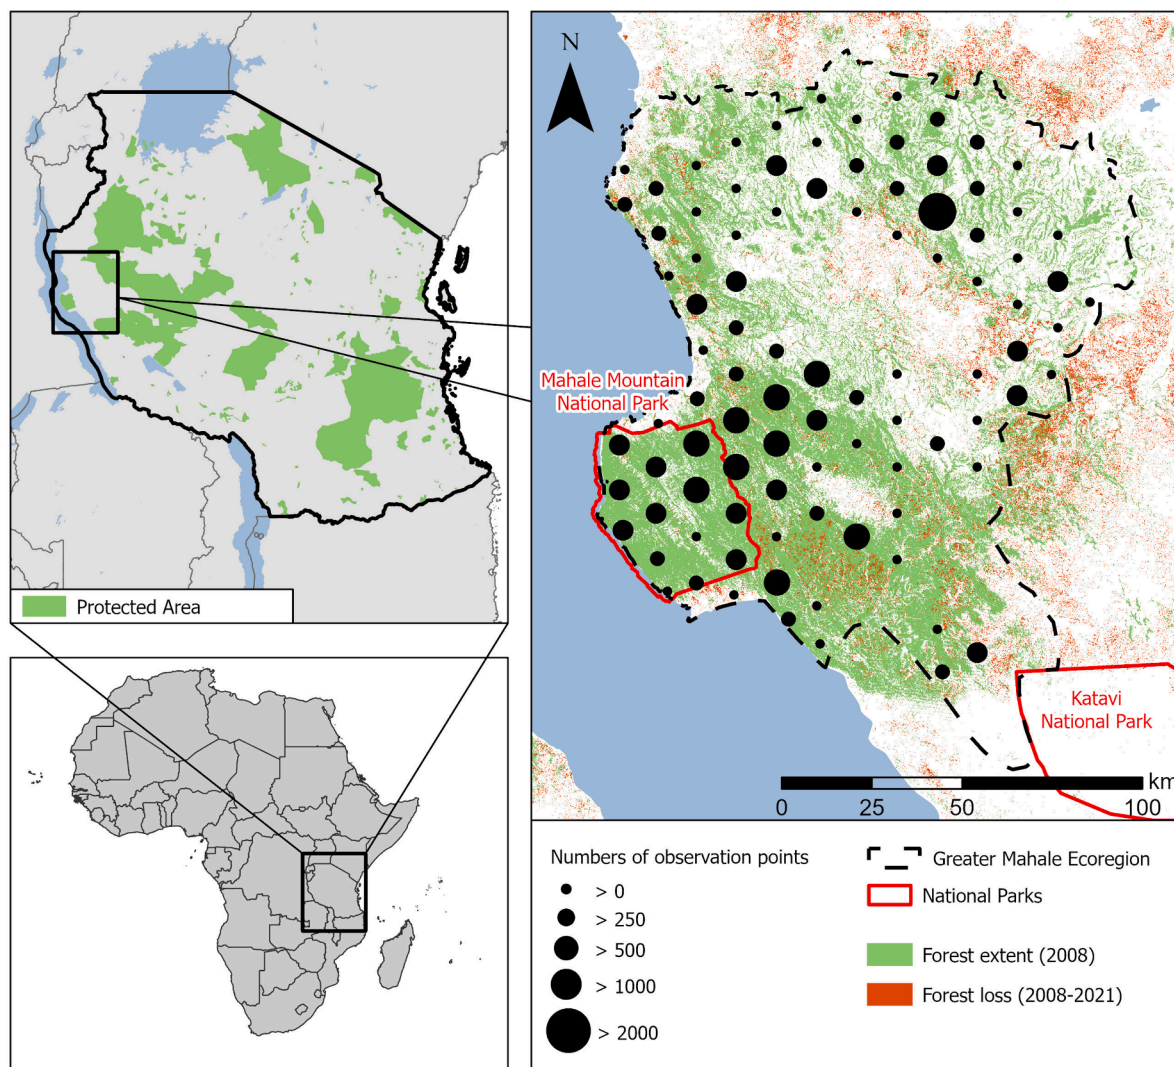 Protected Area
N
Mahale Mountain
National Park
Katavi
National Park
km
0 25 50 100
Numbers of observation points
> 0
> 250
> 500
> 1000
> 2000
Greater Mahale Ecoregion
National Parks
Forest extent (2008)
Forest loss (2008-2021)